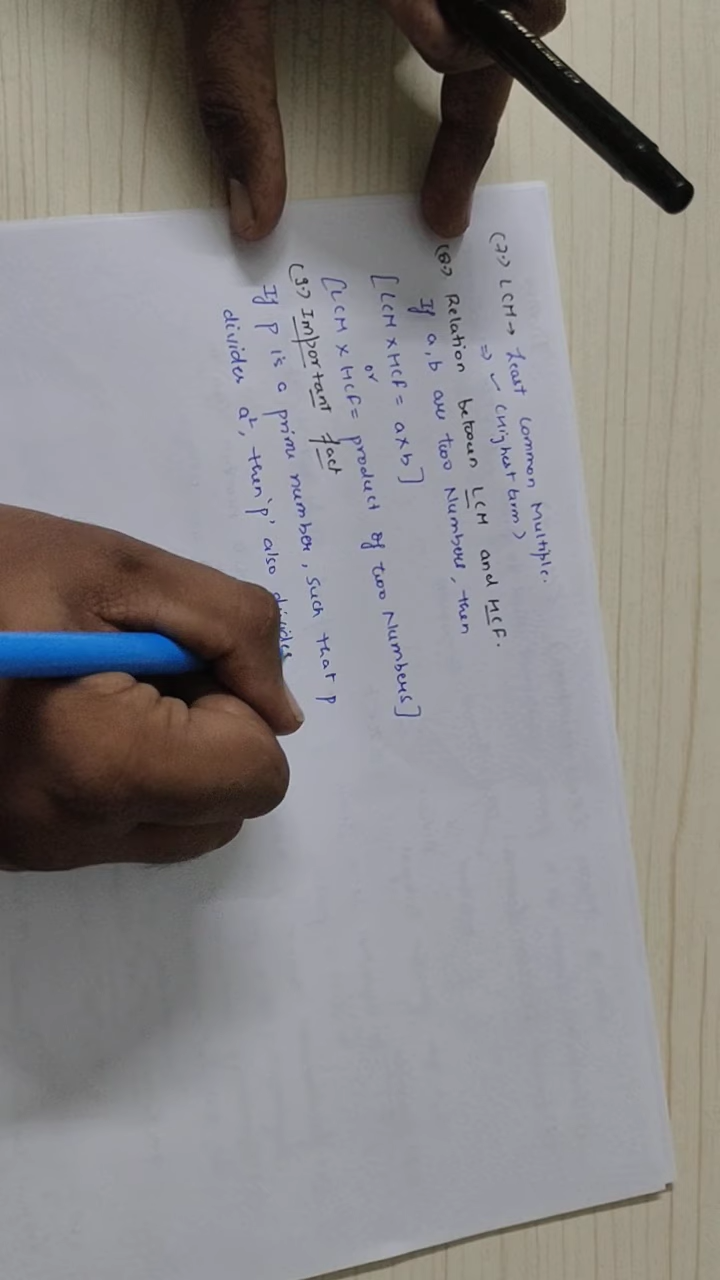 (7.) LCM → Least Common Multiple.
⇒ ✓ (Highest term)
(8.) Relation between LCM and HCF.
If a, b are two Numbers, then
[LCM × HCF = a × b]
or
[LCM × HCF = product of two Numbers]
(9.) Important fact
If p is a prime number, such that p
divides a², then 'p' also divides